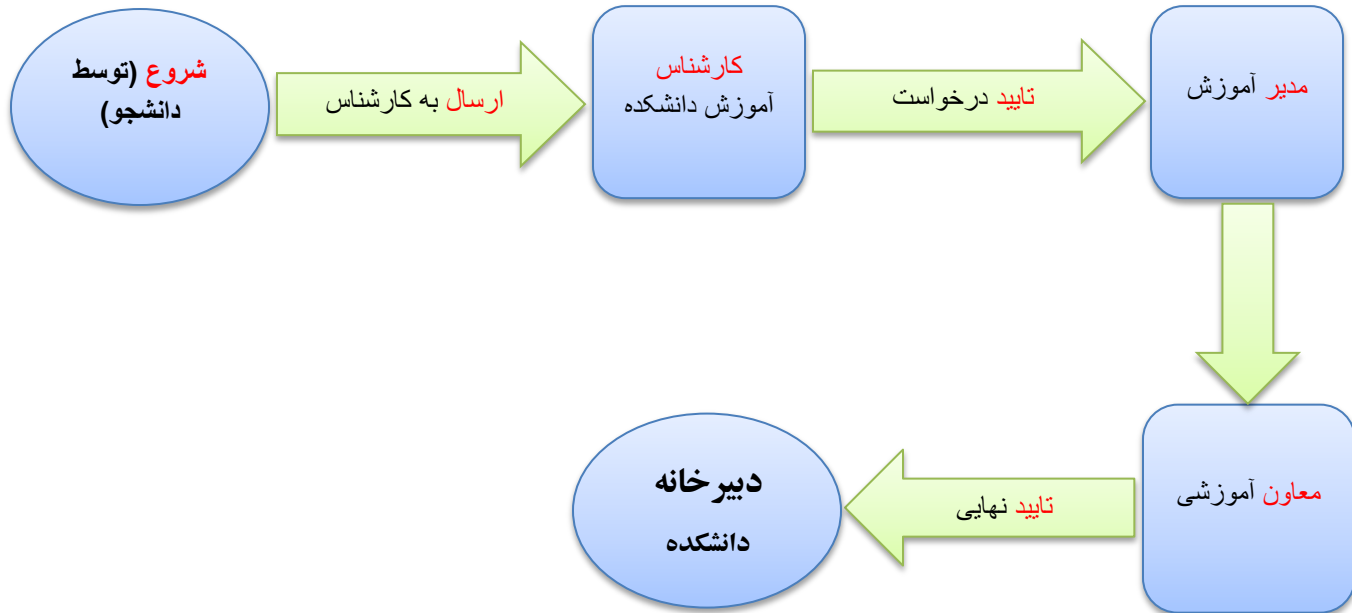 شروع (توسط
دانشجو)
ارسال به کارشناس
کارشناس
آموزش دانشکده
تایید درخواست
مدیر آموزش
معاون آموزشی
تایید نهایی
دبیرخانه
دانشکده